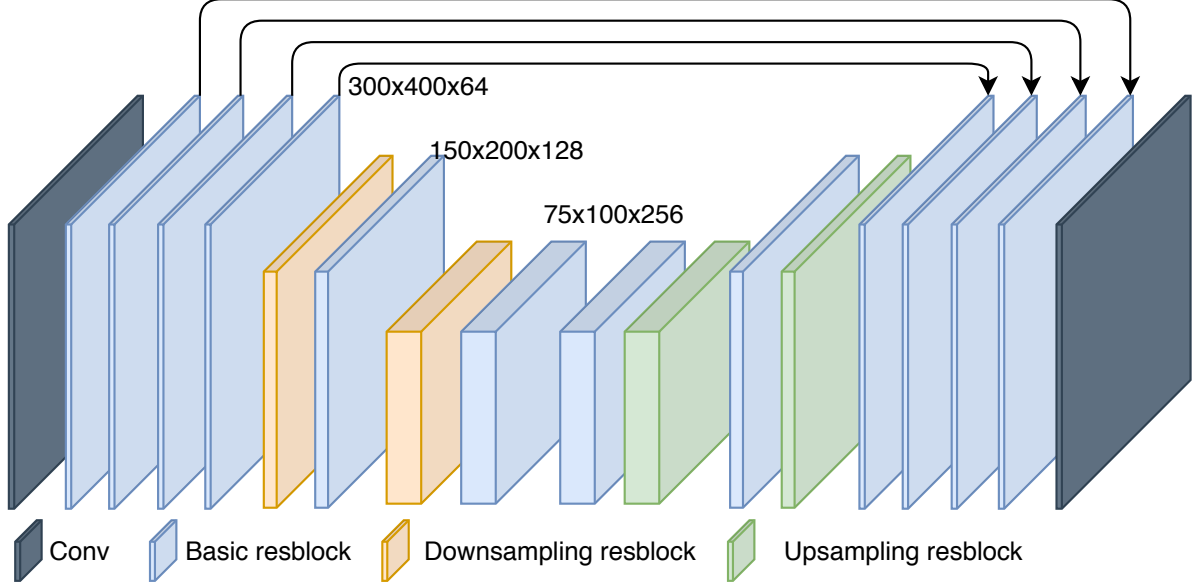 300x400x64
150x200x128
75x100x256
Conv
Basic resblock
Downsampling resblock
Upsampling resblock